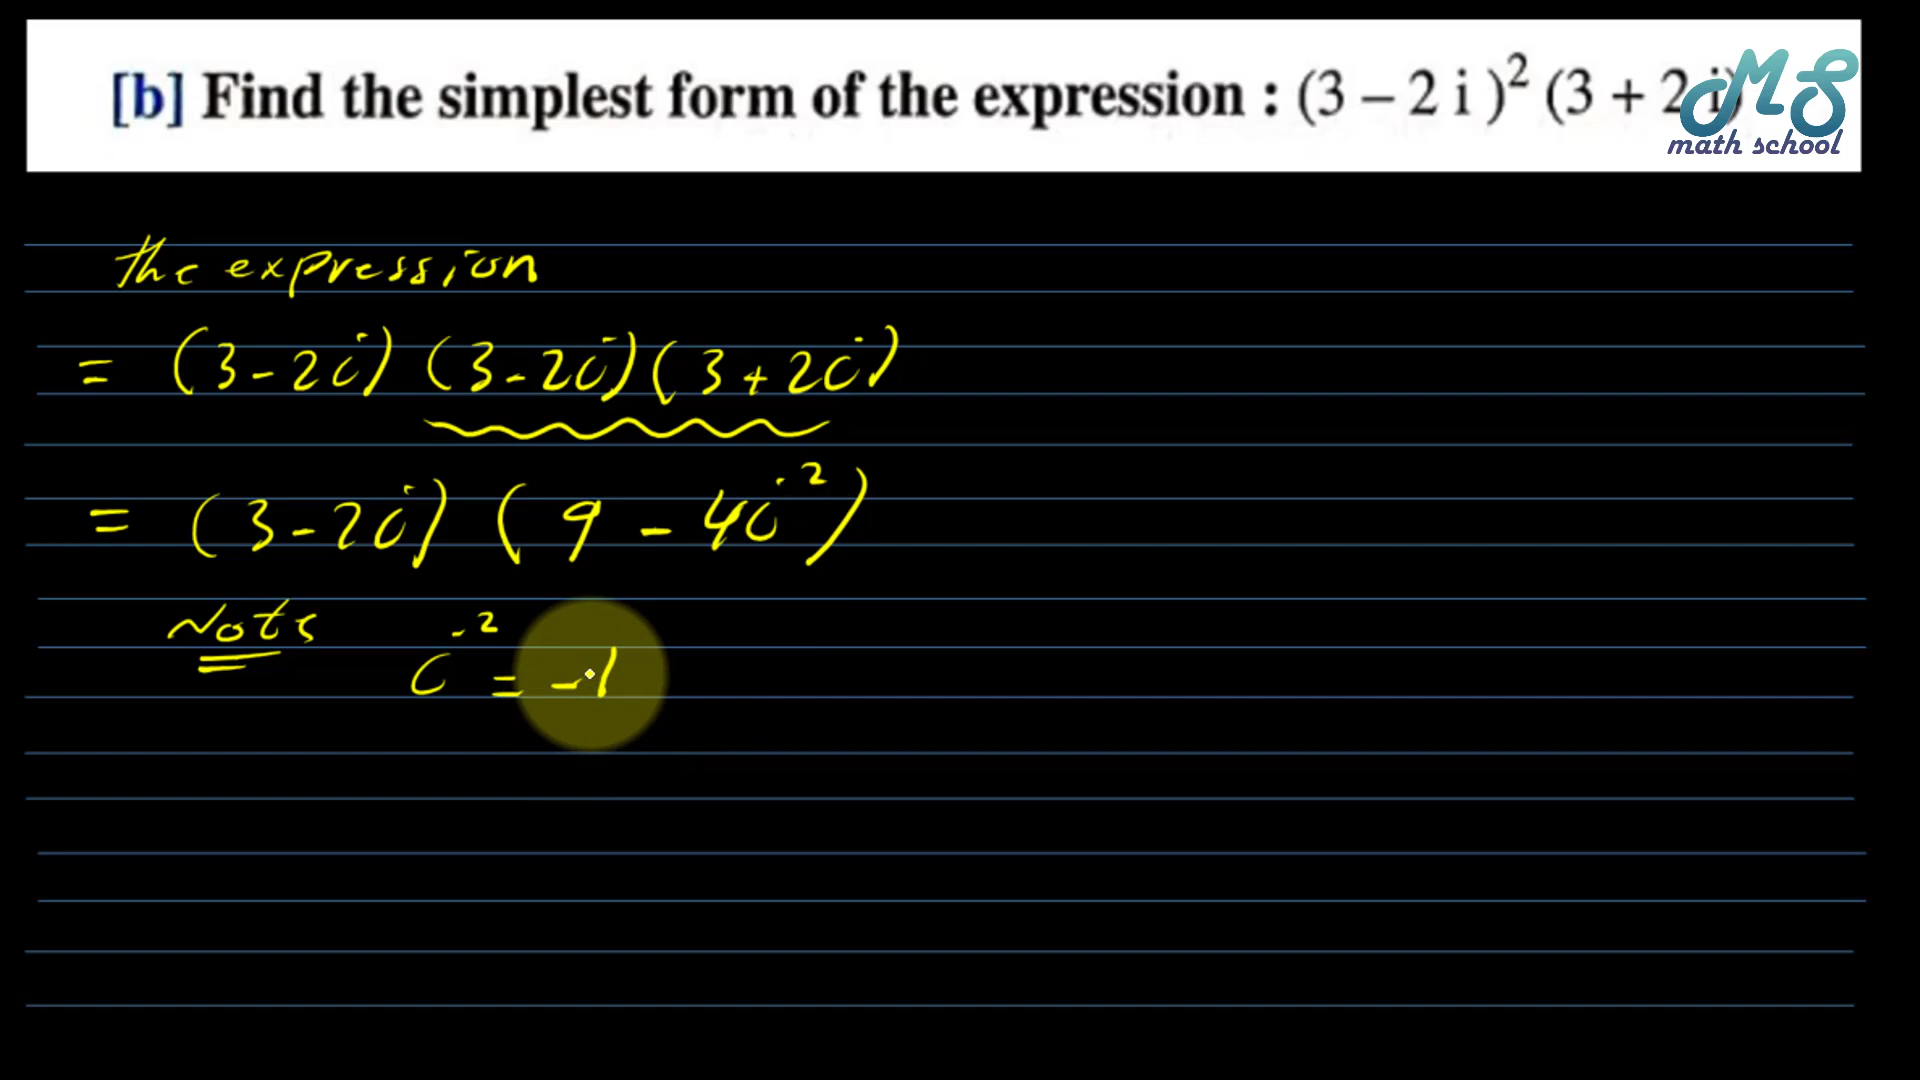 [b] Find the simplest form of the expression : (3 – 2 i )² (3 + 2 i)
MS
math school
the expression
= (3-2i) (3-2i)(3+2i)
= (3-2i) (9 - 4i²)
Note i² = -1